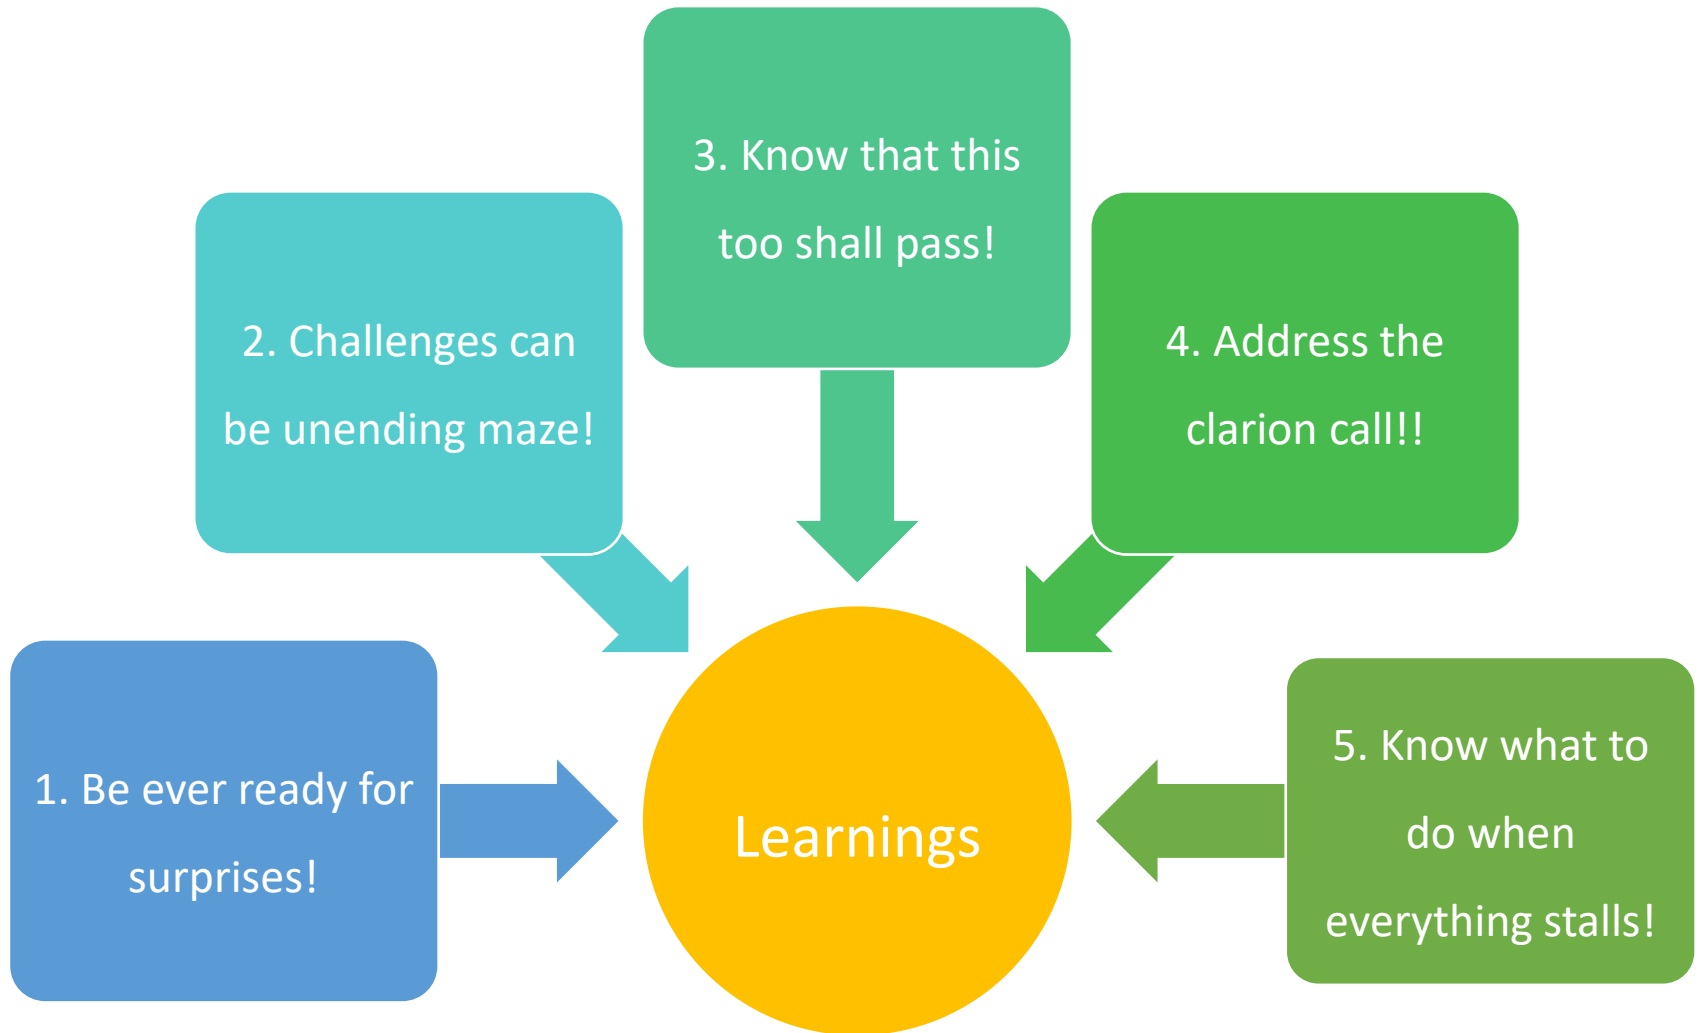 1. Be ever ready for
surprises!
2. Challenges can
be unending maze!
3. Know that this
too shall pass!
4. Address the
clarion call!!
5. Know what to
do when
everything stalls!
Learnings